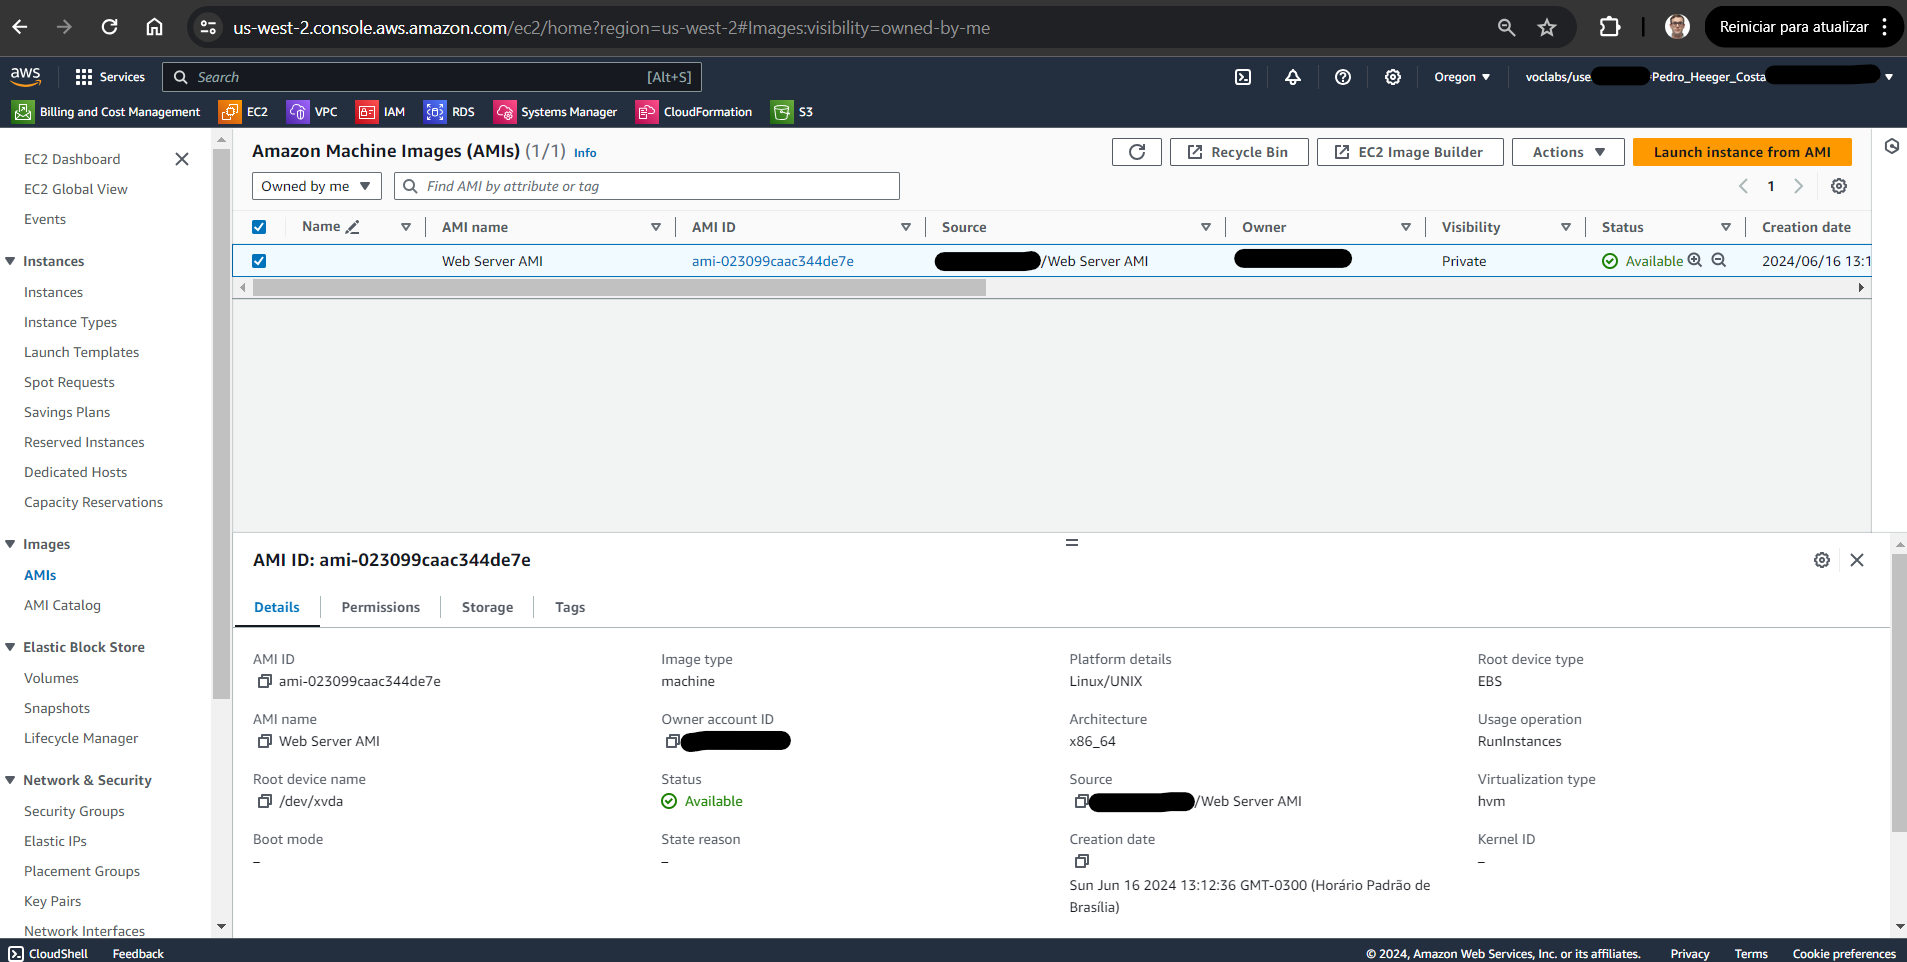 us-west-2.console.aws.amazon.com/ec2/home?region=us-west-2#Images:visibility=owned-by-me
Reiniciar para atualizar
aws
Services
Search
[Alt+S]
Oregon
voclabs/use
Pedro_Heeger_Costa
Billing and Cost Management
EC2
VPC
IAM
RDS
Systems Manager
CloudFormation
S3
EC2 Dashboard
EC2 Global View
Events
Instances
Instances
Instance Types
Launch Templates
Spot Requests
Savings Plans
Reserved Instances
Dedicated Hosts
Capacity Reservations
Images
AMIs
AMI Catalog
Elastic Block Store
Volumes
Snapshots
Lifecycle Manager
Network & Security
Security Groups
Elastic IPs
Placement Groups
Key Pairs
Network Interfaces
Amazon Machine Images (AMIs) (1/1) Info
Recycle Bin
EC2 Image Builder
Actions
Launch instance from AMI
Owned by me
Find AMI by attribute or tag
1
Name
AMI name
AMI ID
Source
Owner
Visibility
Status
Creation date
Web Server AMI
ami-023099caac344de7e
/Web Server AMI
Private
Available
2024/06/16 13:1
AMI ID: ami-023099caac344de7e
Details
Permissions
Storage
Tags
AMI ID
ami-023099caac344de7e
Image type
machine
Platform details
Linux/UNIX
Root device type
EBS
AMI name
Web Server AMI
Owner account ID
Architecture
x86_64
Usage operation
RunInstances
Root device name
/dev/xvda
Status
Available
Source
/Web Server AMI
Virtualization type
hvm
Boot mode
–
State reason
–
Creation date
Sun Jun 16 2024 13:12:36 GMT-0300 (Horário Padrão de
Brasília)
Kernel ID
–
CloudShell
Feedback
© 2024, Amazon Web Services, Inc. or its affiliates.
Privacy
Terms
Cookie preferences